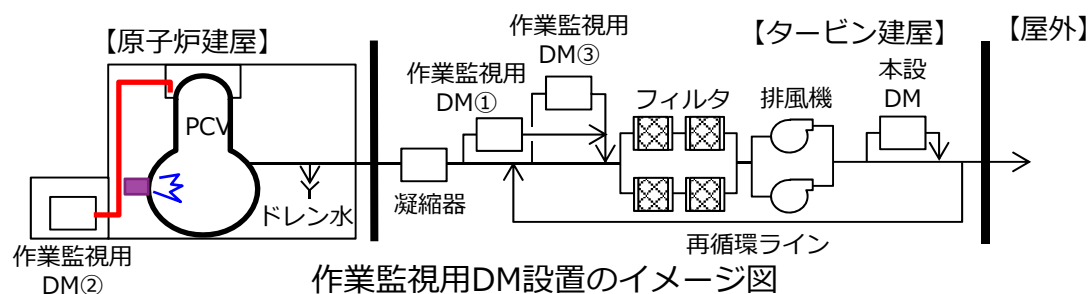 【原子炉建屋】
作業監視用
DM③
【タービン建屋】
【屋外】
作業監視用
DM①
フィルタ
排風機
本設
DM
PCV
ドレン水
凝縮器
再循環ライン
作業監視用
DM②
作業監視用DM設置のイメージ図